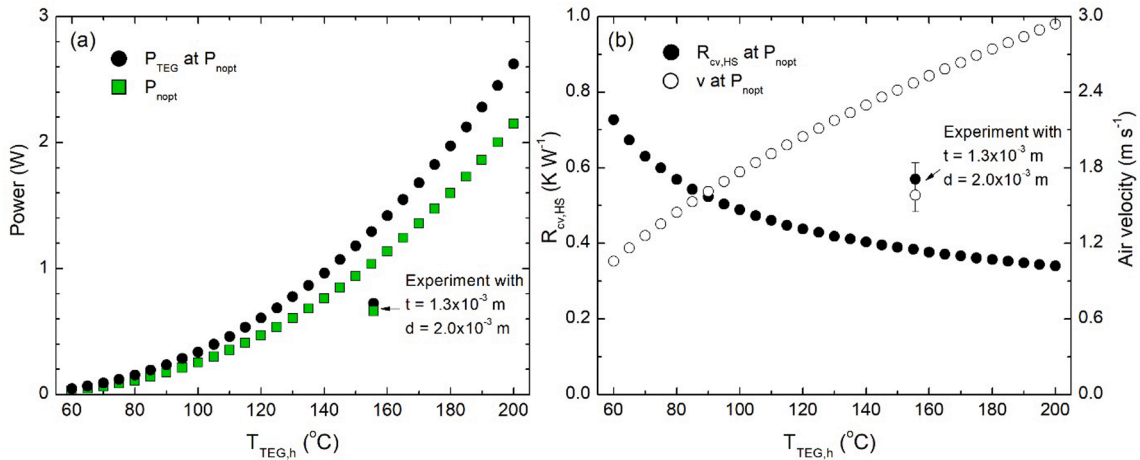 (a)
P_TEG at P_nopt
P_nopt
Experiment with
t = 1.3x10⁻³ m
d = 2.0x10⁻³ m
Power (W)
3
2
1
0
60 80 100 120 140 160 180 200
T_TEG,h (°C)
(b)
R_cv,HS at P_nopt
v at P_nopt
Experiment with
t = 1.3x10⁻³ m
d = 2.0x10⁻³ m
R_cv,HS (K W⁻¹)
1.0
0.8
0.6
0.4
0.2
0.0
Air velocity (m s⁻¹)
3.0
2.4
1.8
1.2
0.6
0.0
60 80 100 120 140 160 180 200
T_TEG,h (°C)